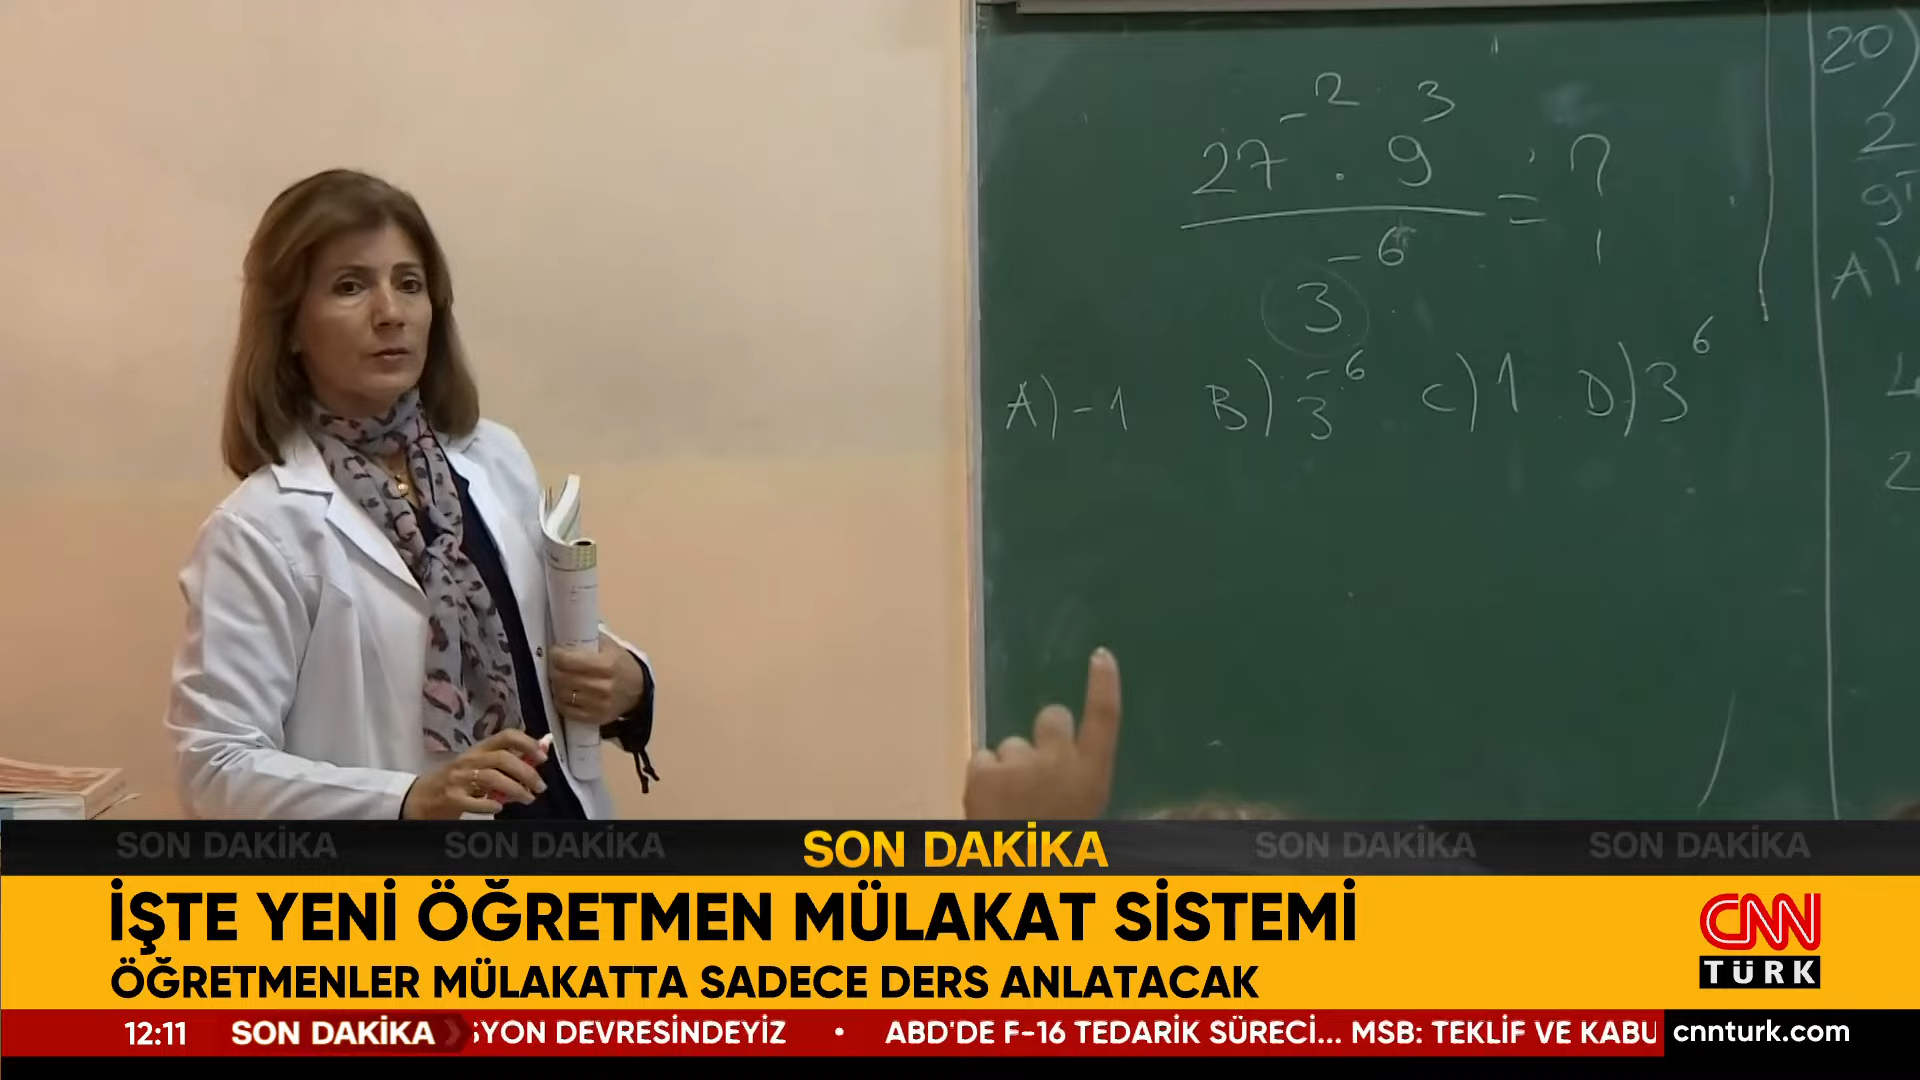 27⁻² · 9³ = ?
3⁻⁶
A) -1 B) 3⁻⁶ C) 1 D) 3⁶
20)
2
9
A)
2
SON DAKİKA SON DAKİKA SON DAKİKA SON DAKİKA SON DAKİKA
İŞTE YENİ ÖĞRETMEN MÜLAKAT SİSTEMİ
ÖĞRETMENLER MÜLAKATTA SADECE DERS ANLATACAK
CNN
TÜRK
12:11 SON DAKİKA SYON DEVRESİNDEYİZ • ABD'DE F-16 TEDARİK SÜRECİ... MSB: TEKLİF VE KABU cnnturk.com